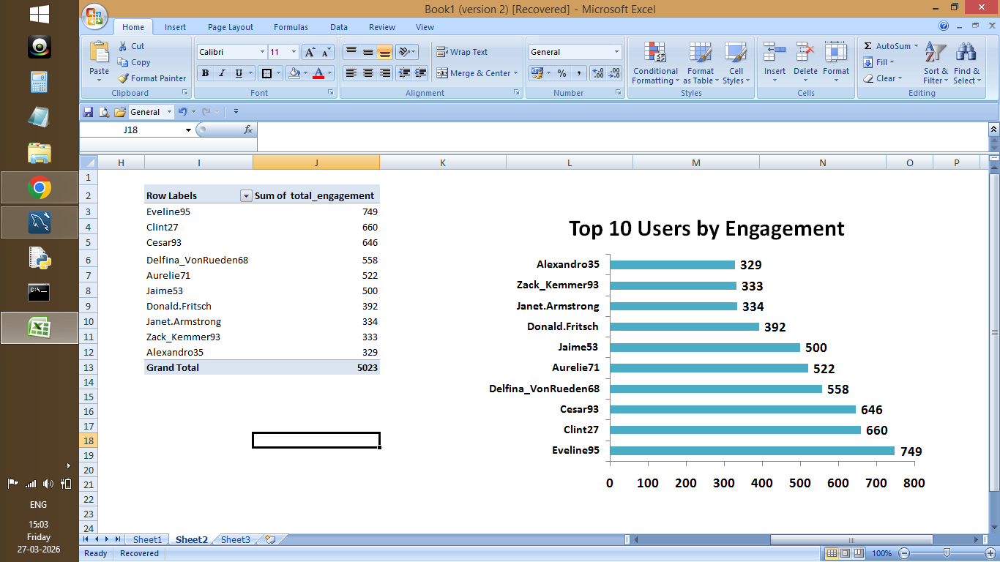 Book1 (version 2) [Recovered] - Microsoft Excel
Home Insert Page Layout Formulas Data Review View
Paste Cut Copy Format Painter
Clipboard
Calibri 11 A A
B I U A
Font
Wrap Text
Merge & Center
Alignment
General
% , .0 .00 .00 .0
Number
Conditional Formatting Format as Table Cell Styles
Styles
Insert Delete Format
Cells
Σ AutoSum Fill Clear Sort & Filter Find & Select
Editing
General
J18 fx
H I J K L M N O P
1
2 Row Labels Sum of total_engagement
3 Eveline95 749
4 Clint27 660
5 Cesar93 646
6 Delfina_VonRueden68 558
7 Aurelie71 522
8 Jaime53 500
9 Donald.Fritsch 392
10 Janet.Armstrong 334
11 Zack_Kemmer93 333
12 Alexandro35 329
13 Grand Total 5023
14
15
16
17
18
19
20
21
22
23
24
Top 10 Users by Engagement
Alexandro35 329
Zack_Kemmer93 333
Janet.Armstrong 334
Donald.Fritsch 392
Jaime53 500
Aurelie71 522
Delfina_VonRueden68 558
Cesar93 646
Clint27 660
Eveline95 749
0 100 200 300 400 500 600 700 800
Sheet1 Sheet2 Sheet3
Ready Recovered 100%
C:\
ENG
15:03
Friday
27-03-2026